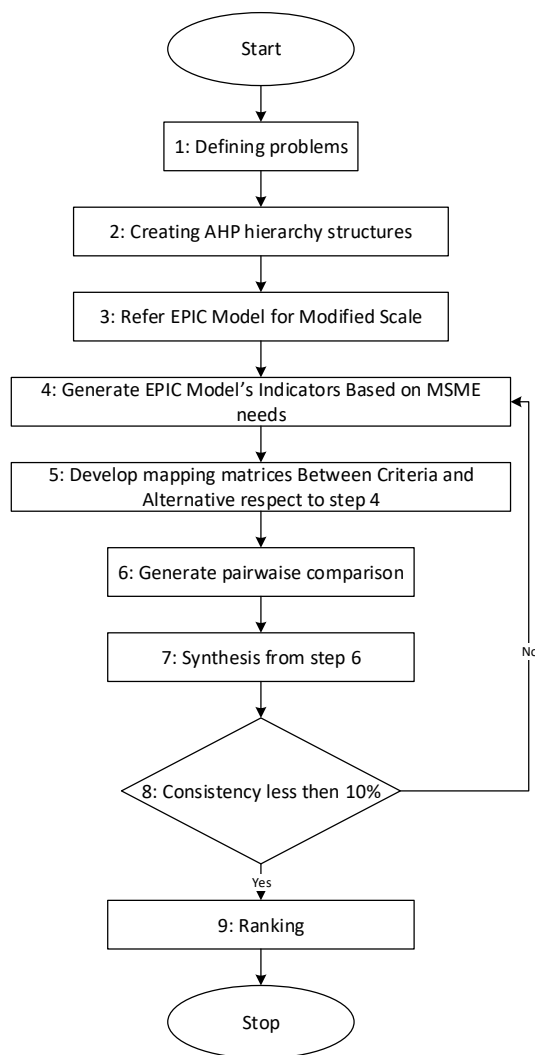 Start
1: Defining problems
2: Creating AHP hierarchy structures
3: Refer EPIC Model for Modified Scale
4: Generate EPIC Model’s Indicators Based on MSME
needs
5: Develop mapping matrices Between Criteria and
Alternative respect to step 4
6: Generate pairwaise comparison
7: Synthesis from step 6
No
8: Consistency less then 10%
Yes
9: Ranking
Stop